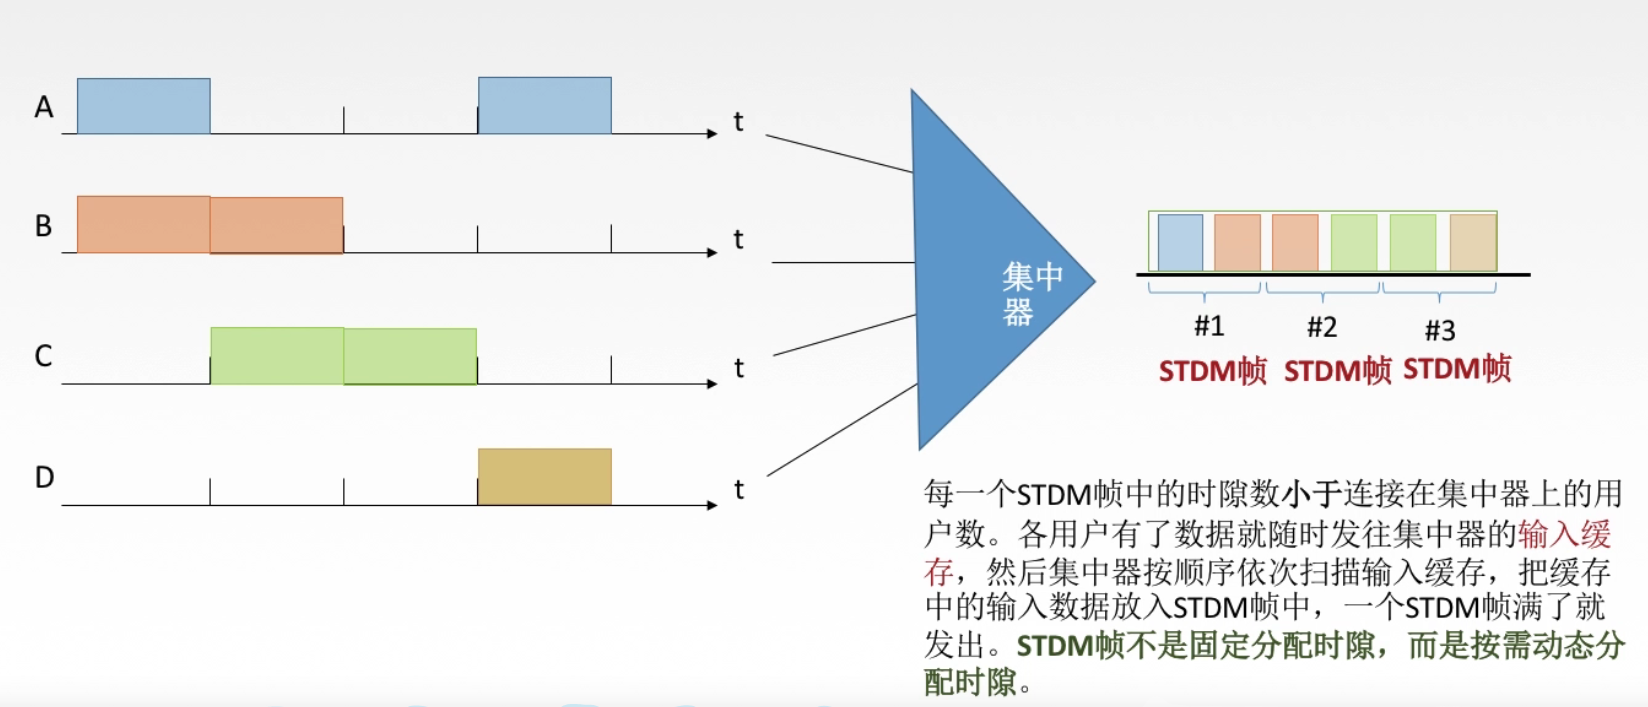 A
t
B
t
C
t
D
t
集中
器
#1
#2
#3
STDM帧
STDM帧
STDM帧
每一个STDM帧中的时隙数小于连接在集中器上的用
户数。各用户有了数据就随时发往集中器的输入缓
存，然后集中器按顺序依次扫描输入缓存，把缓存
中的输入数据放入STDM帧中，一个STDM帧满了就
发出。STDM帧不是固定分配时隙，而是按需动态分
配时隙。